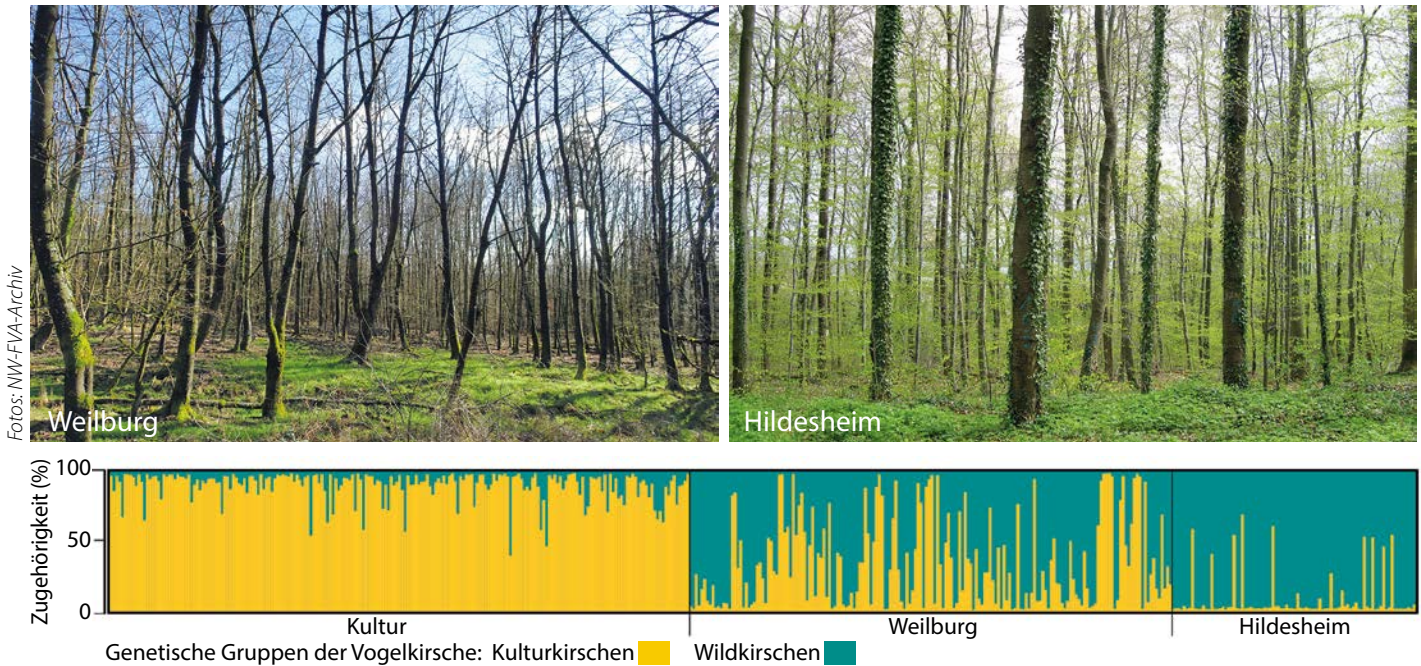 Fotos: NW-FVA-Archiv
Weilburg
Hildesheim
Zugehörigkeit (%)
100
50
0
Kultur
Weilburg
Hildesheim
Genetische Gruppen der Vogelkirsche: Kulturkirschen
Wildkirschen